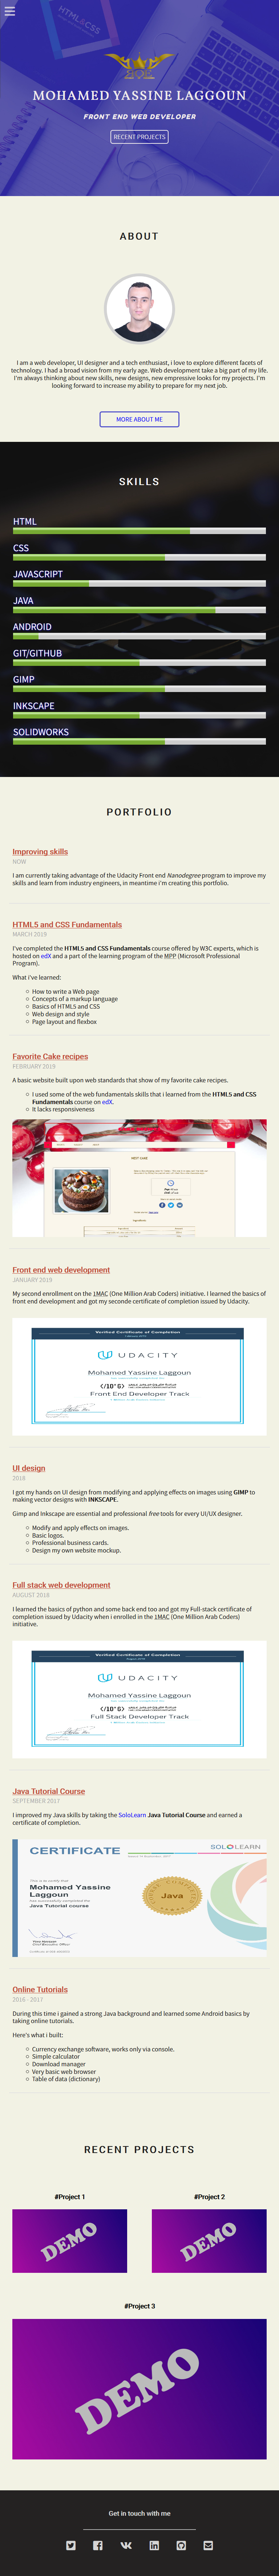 HTML5&CSS
MOHAMED YASSINE LAGGOUN
FRONT END WEB DEVELOPER
RECENT PROJECTS
ABOUT
I am a web developer, UI designer and a tech enthusiast, i love to explore different facets of
technology. I had a broad vision from my early age. Web development take a big part of my life.
I'm always thinking about new skills, new designs, new empressive looks for my projects. I'm
looking forward to increase my ability to prepare for my next job.
MORE ABOUT ME
SKILLS
HTML
CSS
JAVASCRIPT
JAVA
ANDROID
GIT/GITHUB
GIMP
INKSCAPE
SOLIDWORKS
PORTFOLIO
Improving skills
NOW
I am currently taking advantage of the Udacity Front end Nanodegree program to improve my
skills and learn from industry engineers, in meantime i'm creating this portfolio.
HTML5 and CSS Fundamentals
MARCH 2019
I've completed the HTML5 and CSS Fundamentals course offered by W3C experts, which is
hosted on edX and a part of the learning program of the MPP (Microsoft Professional
Program).
What i've learned:
How to write a Web page
Concepts of a markup language
Basics of HTML5 and CSS
Web design and style
Page layout and flexbox
Favorite Cake recipes
FEBRUARY 2019
A basic website built upon web standards that show of my favorite cake recipes.
I used some of the web fundamentals skills that i learned from the HTML5 and CSS
Fundamentals course on edX.
It lacks responsiveness
Front end web development
JANUARY 2019
My second enrollment on the 1MAC (One Million Arab Coders) initiative. I learned the basics of
front end development and got my seconde certificate of completion issued by Udacity.
Verified Certificate of Completion
UDACITY
Mohamed Yassine Laggoun
Front End Developer Track
UI design
2018
I got my hands on UI design from modifying and applying effects on images using GIMP to
making vector designs with INKSCAPE.
Gimp and Inkscape are essential and professional free tools for every UI/UX designer.
Modify and apply effects on images.
Basic logos.
Professional business cards.
Design my own website mockup.
Full stack web development
AUGUST 2018
I learned the basics of python and some back end too and got my Full-stack certificate of
completion issued by Udacity when i enrolled in the 1MAC (One Million Arab Coders)
initiative.
Verified Certificate of Completion
UDACITY
Mohamed Yassine Laggoun
Full Stack Developer Track
Java Tutorial Course
SEPTEMBER 2017
I improved my Java skills by taking the SoloLearn Java Tutorial Course and earned a
certificate of completion.
SOLOLEARN
CERTIFICATE
This is to certify that
Mohamed Yassine
Laggoun
has successfully completed the
Java Tutorial course
Java
Online Tutorials
2016 - 2017
During this time i gained a strong Java background and learned some Android basics by
taking online tutorials.
Here's what i built:
Currency exchange software, works only via console.
Simple calculator
Download manager
Very basic web browser
Table of data (dictionary)
RECENT PROJECTS
#Project 1
#Project 2
DEMO
DEMO
#Project 3
DEMO
Get in touch with me